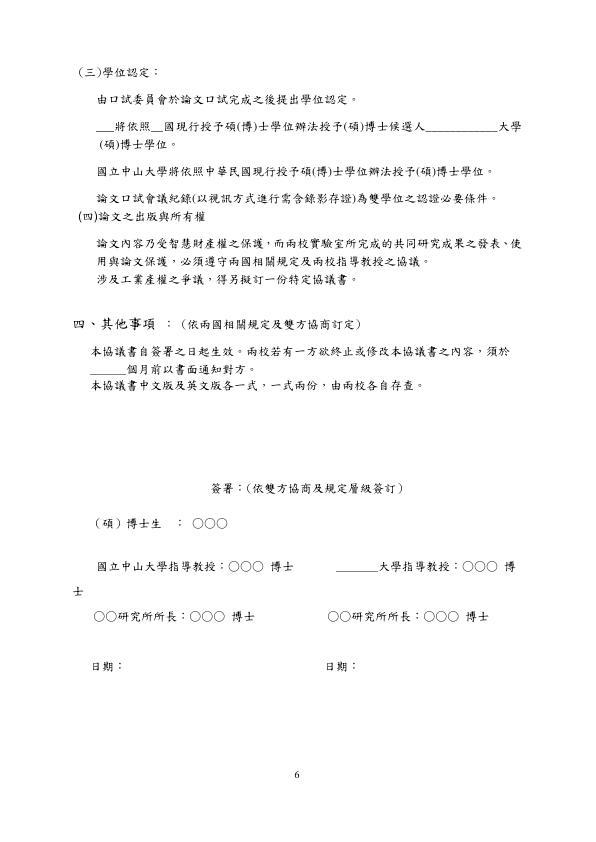 (三)學位認定：
由口試委員會於論文口試完成之後提出學位認定。
___將依照__國現行授予碩(博)士學位辦法授予(碩)博士候選人____________大學
(碩)博士學位。
國立中山大學將依照中華民國現行授予碩(博)士學位辦法授予(碩)博士學位。
論文口試會議紀錄(以視訊方式進行需含錄影存證)為雙學位之認證必要條件。
(四)論文之出版與所有權
論文內容乃受智慧財產權之保護,而兩校實驗室所完成的共同研究成果之發表、使
用與論文保護，必須遵守兩國相關規定及兩校指導教授之協議。
涉及工業產權之爭議，得另擬訂一份特定協議書。
四、其他事項 ：（依兩國相關規定及雙方協商訂定）
本協議書自簽署之日起生效。兩校若有一方欲終止或修改本協議書之內容，須於
______個月前以書面通知對方。
本協議書中文版及英文版各一式，一式兩份，由兩校各自存查。
簽署：（依雙方協商及規定層級簽訂）
（碩）博士生 ： ○○○
國立中山大學指導教授：○○○ 博士 _______大學指導教授：○○○ 博
士
○○研究所所長：○○○ 博士 ○○研究所所長：○○○ 博士
日期： 日期：
6